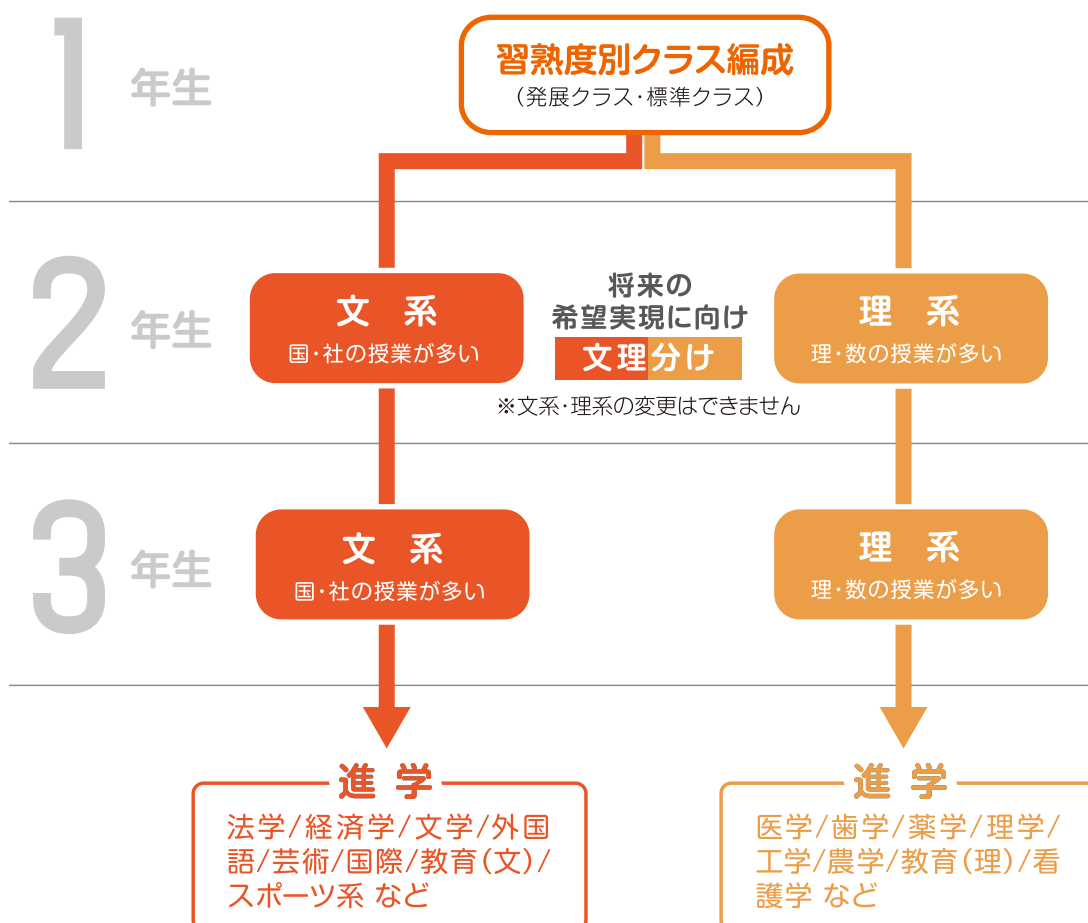 1年生
習熟度別クラス編成
（発展クラス・標準クラス）
2年生
文 系
国・社の授業が多い
将来の
希望実現に向け
文理分け
※文系・理系の変更はできません
理 系
理・数の授業が多い
3年生
文 系
国・社の授業が多い
理 系
理・数の授業が多い
進 学
法学/経済学/文学/外国
語/芸術/国際/教育(文)/
スポーツ系 など
進 学
医学/歯学/薬学/理学/
工学/農学/教育(理)/看
護学 など